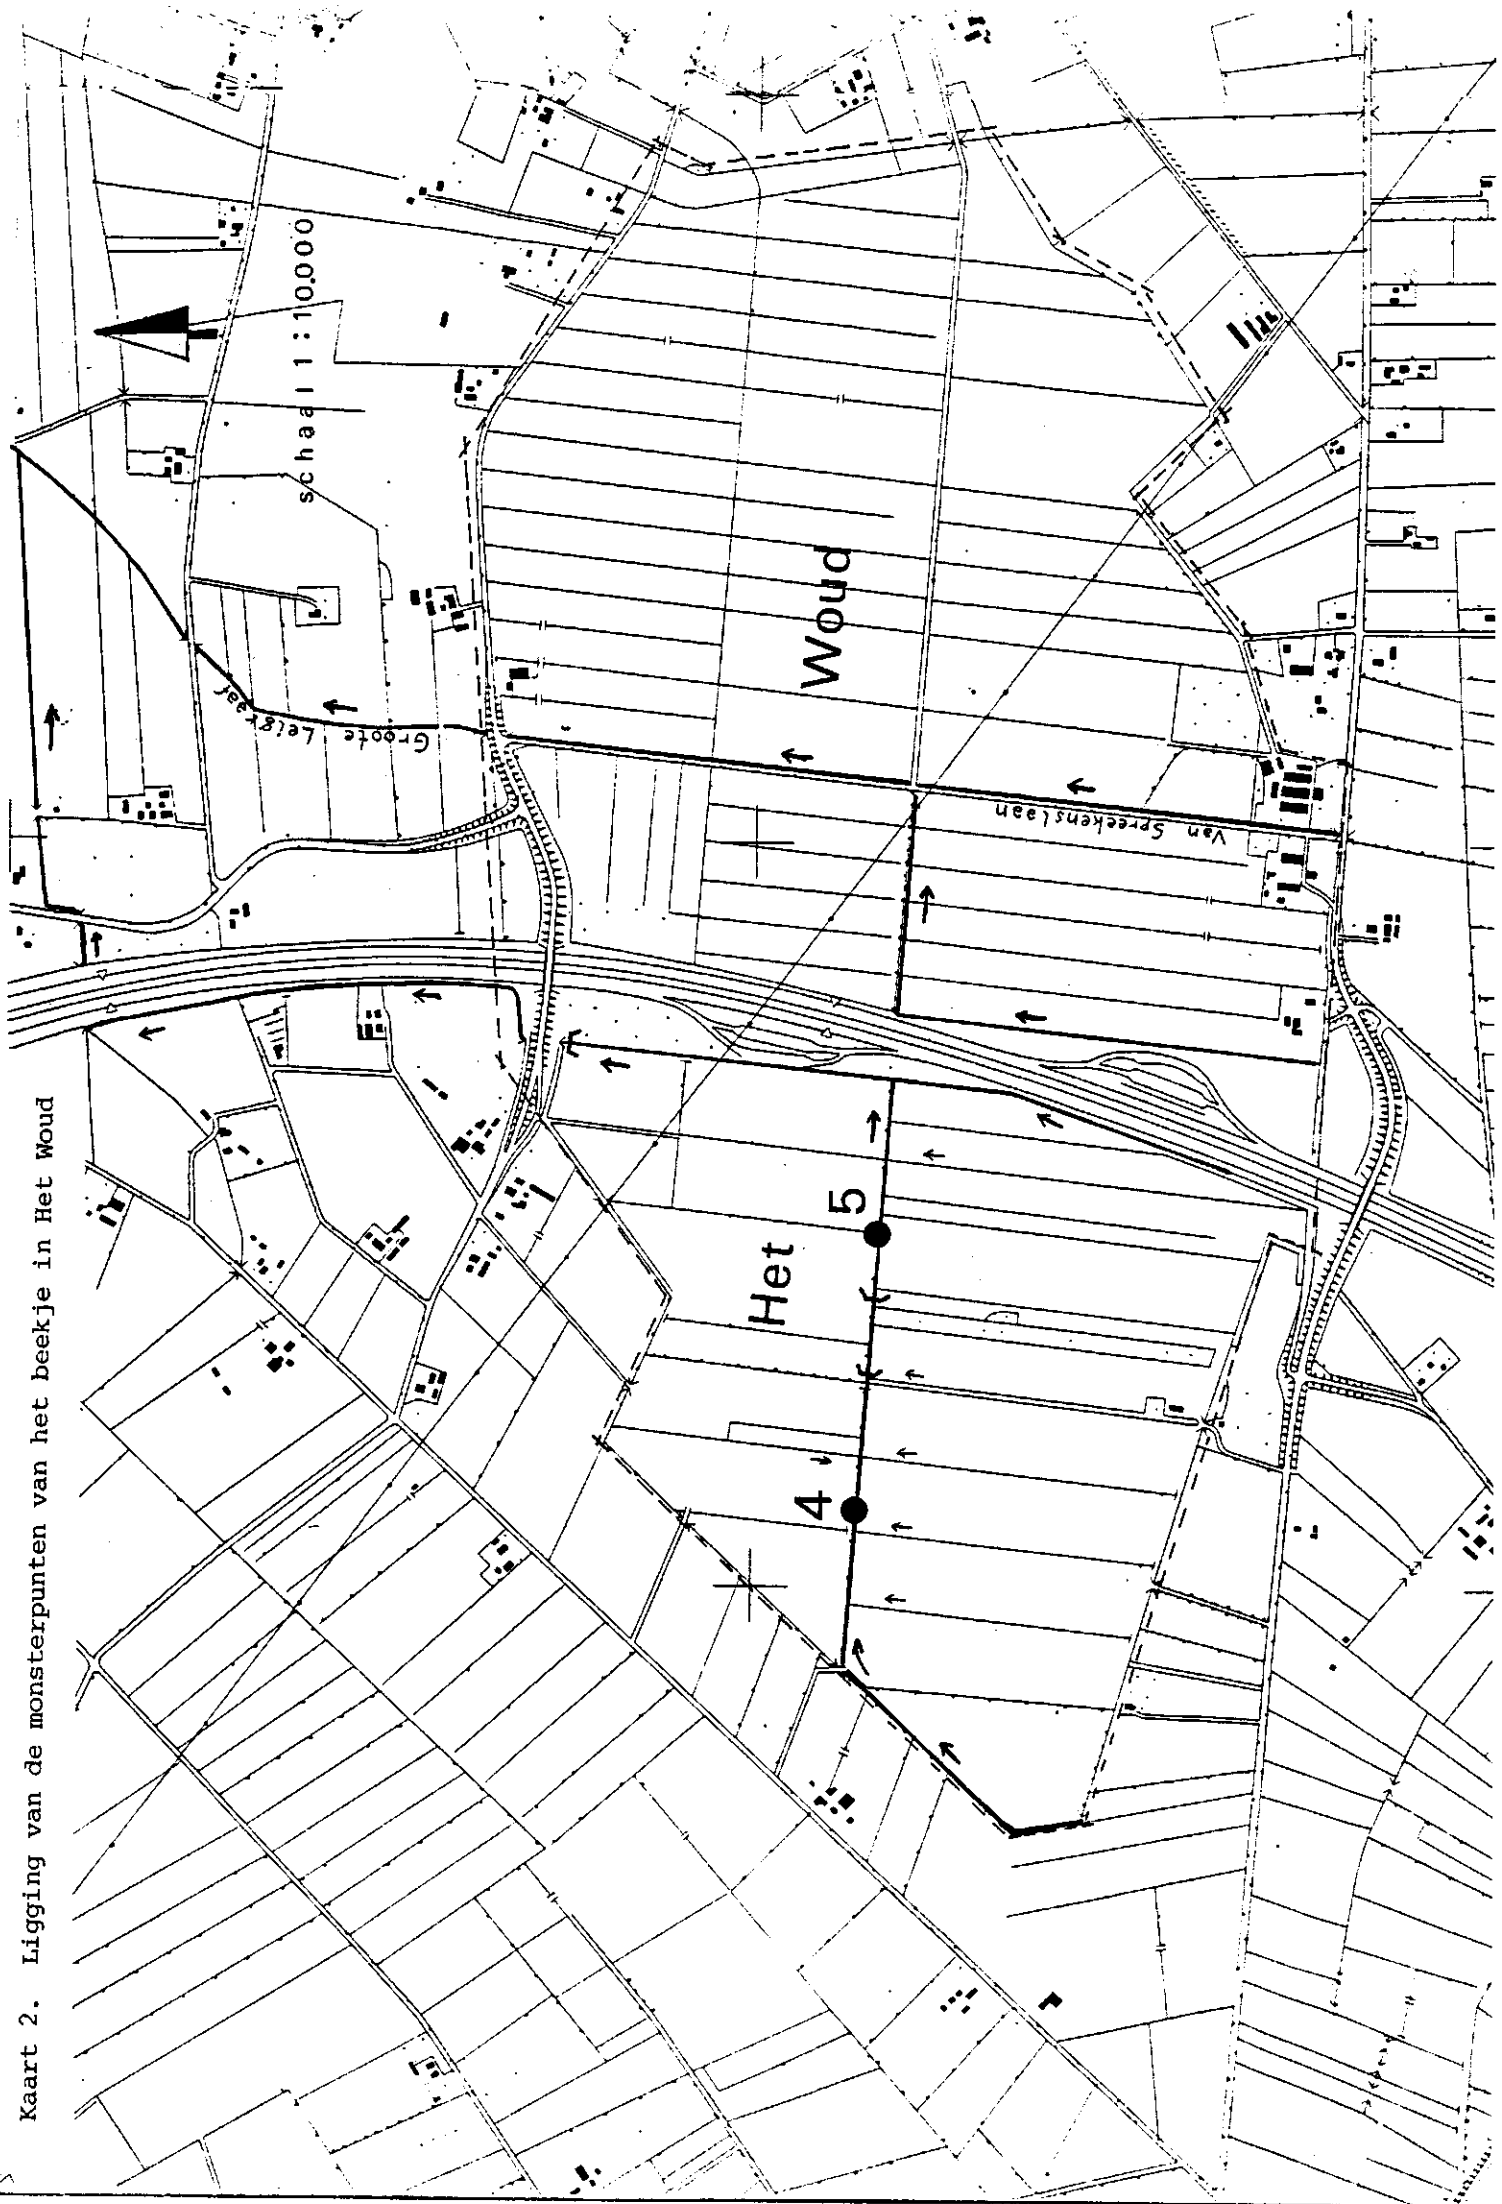 Kaart 2. Ligging van de monsterpunten van het beekje in Het Woud
schaal 1 : 10.000
Groote Leigraaf
Woud
Van Spreekenslaan
Het
5
4